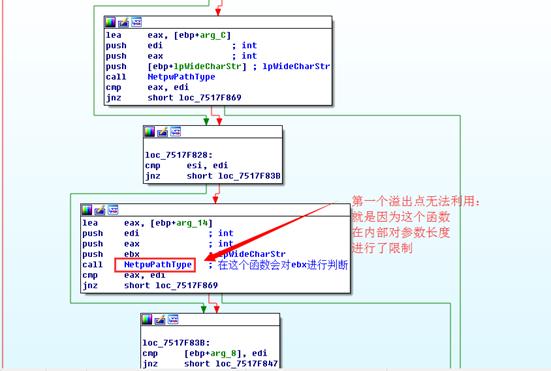 lea     eax, [ebp+arg_C]
push    edi             ; int
push    eax             ; int
push    [ebp+lpWideCharStr] ; lpWideCharStr
call    NetpwPathType
cmp     eax, edi
jnz     short loc_7517F869
loc_7517F828:
cmp     esi, edi
jnz     short loc_7517F83B
第一个溢出点无法利用：
就是因为这个函数
在内部对参数长度
进行了限制
lea     eax, [ebp+arg_14]
push    edi             ; int
push    eax             ; int
push    ebx             ; lpWideCharStr
call    NetpwPathType   ; 在这个函数会对ebx进行判断
cmp     eax, edi
jnz     short loc_7517F869
loc_7517F83B:
cmp     [ebp+arg_8], edi
jnz     short loc_7517F847